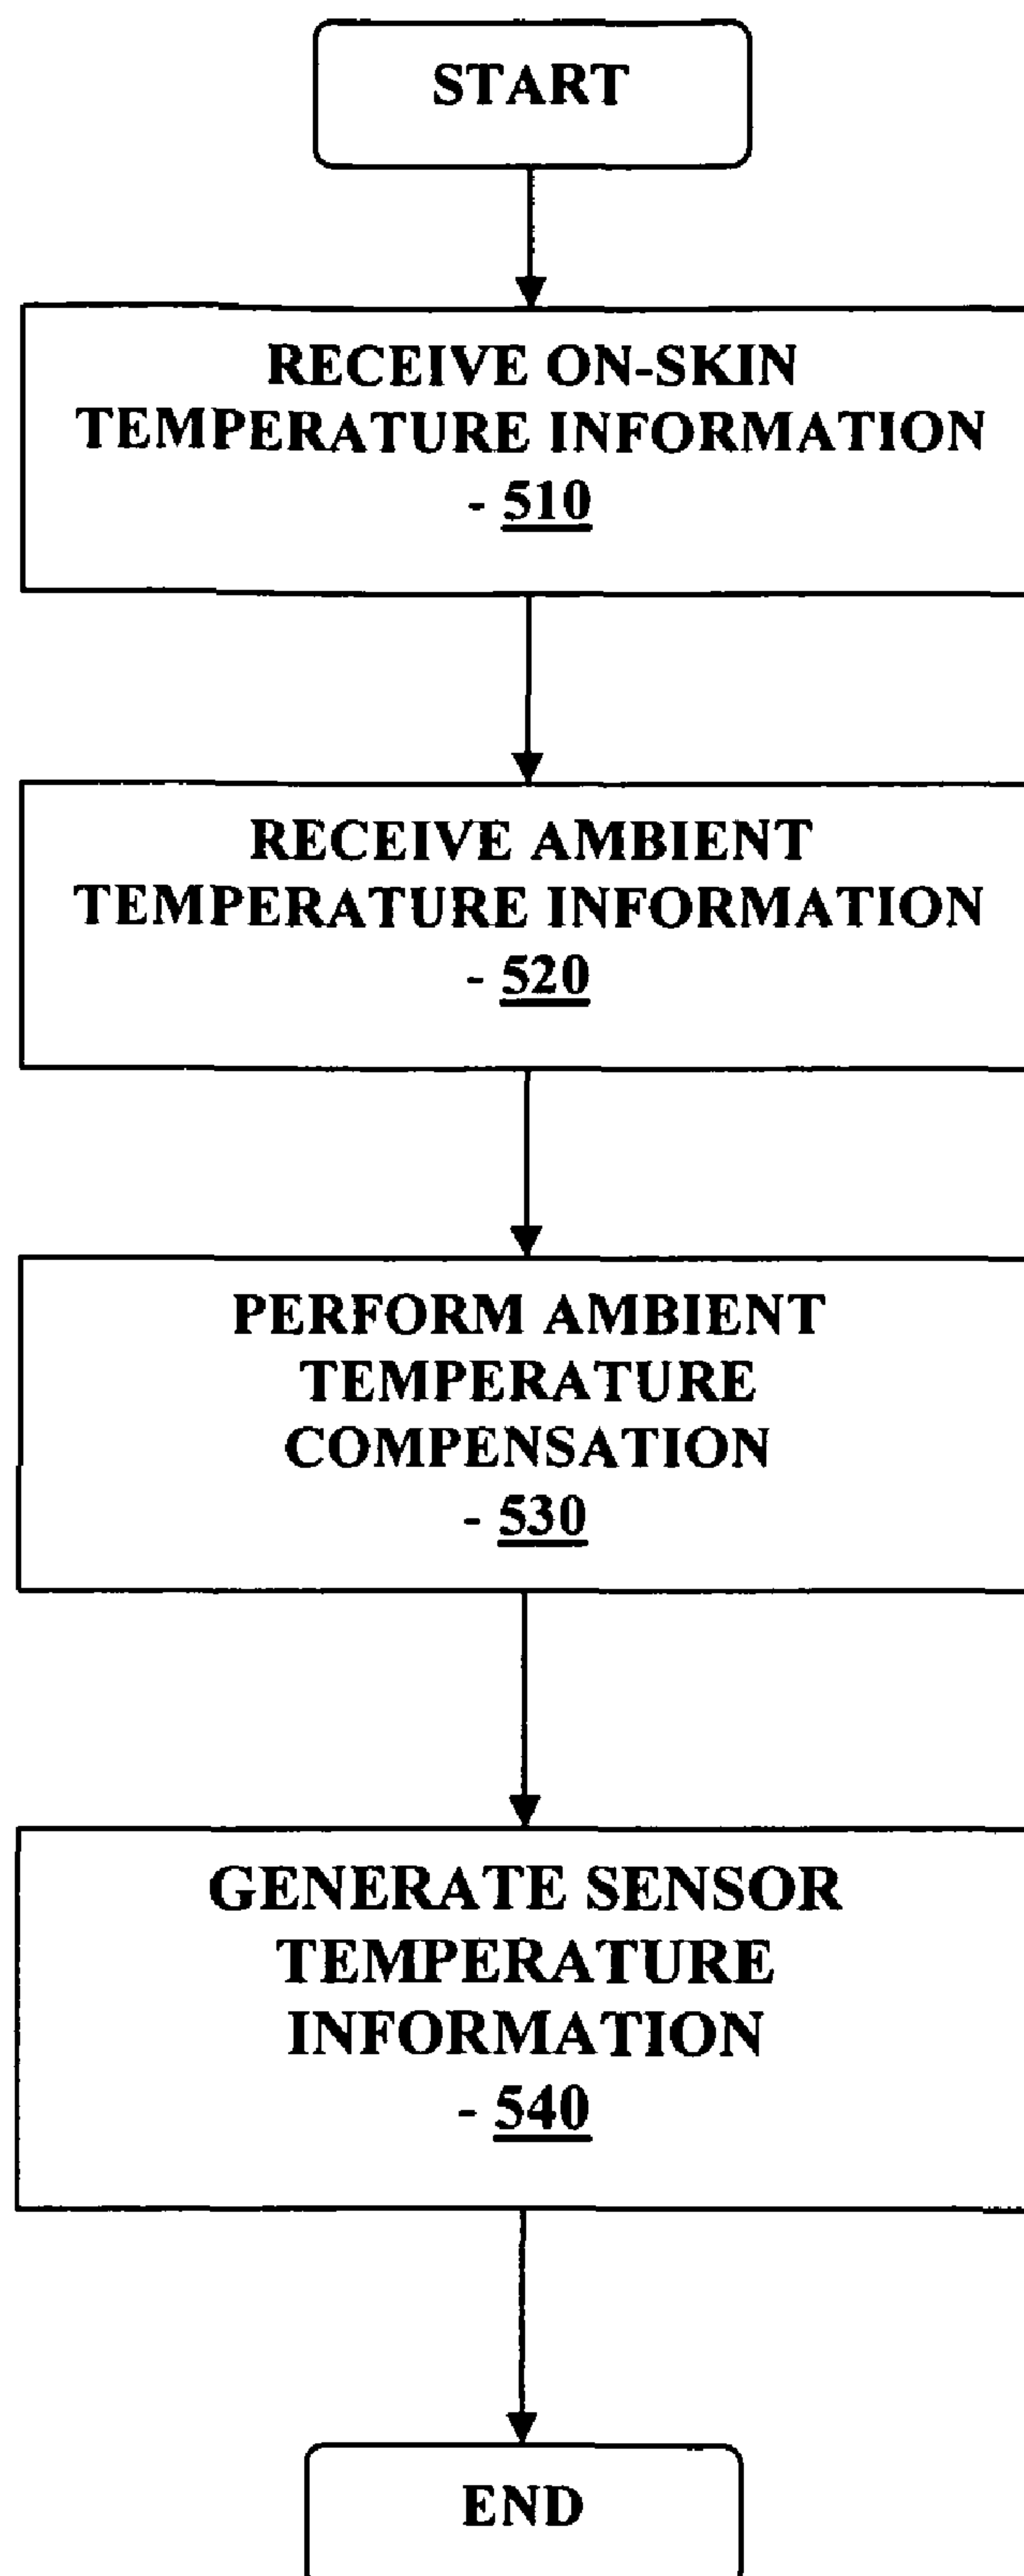 START
RECEIVE ON-SKIN
TEMPERATURE INFORMATION
- 510
RECEIVE AMBIENT
TEMPERATURE INFORMATION
- 520
PERFORM AMBIENT
TEMPERATURE
COMPENSATION
- 530
GENERATE SENSOR
TEMPERATURE
INFORMATION
- 540
END